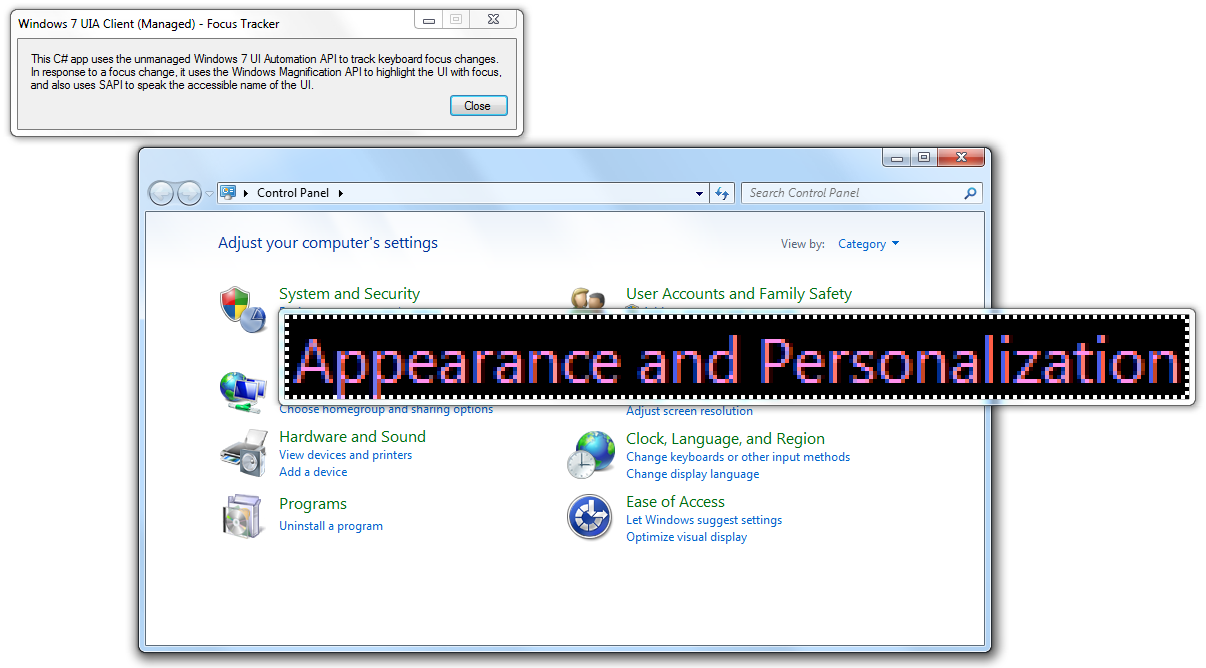 Windows 7 UIA Client (Managed) - Focus Tracker
This C# app uses the unmanaged Windows 7 UI Automation API to track keyboard focus changes.
In response to a focus change, it uses the Windows Magnification API to highlight the UI with focus,
and also uses SAPI to speak the accessible name of the UI.
Close
Control Panel
Search Control Panel
Adjust your computer's settings
View by: Category
System and Security
User Accounts and Family Safety
Appearance and Personalization
Choose homegroup and sharing options
Adjust screen resolution
Hardware and Sound
View devices and printers
Add a device
Clock, Language, and Region
Change keyboards or other input methods
Change display language
Programs
Uninstall a program
Ease of Access
Let Windows suggest settings
Optimize visual display